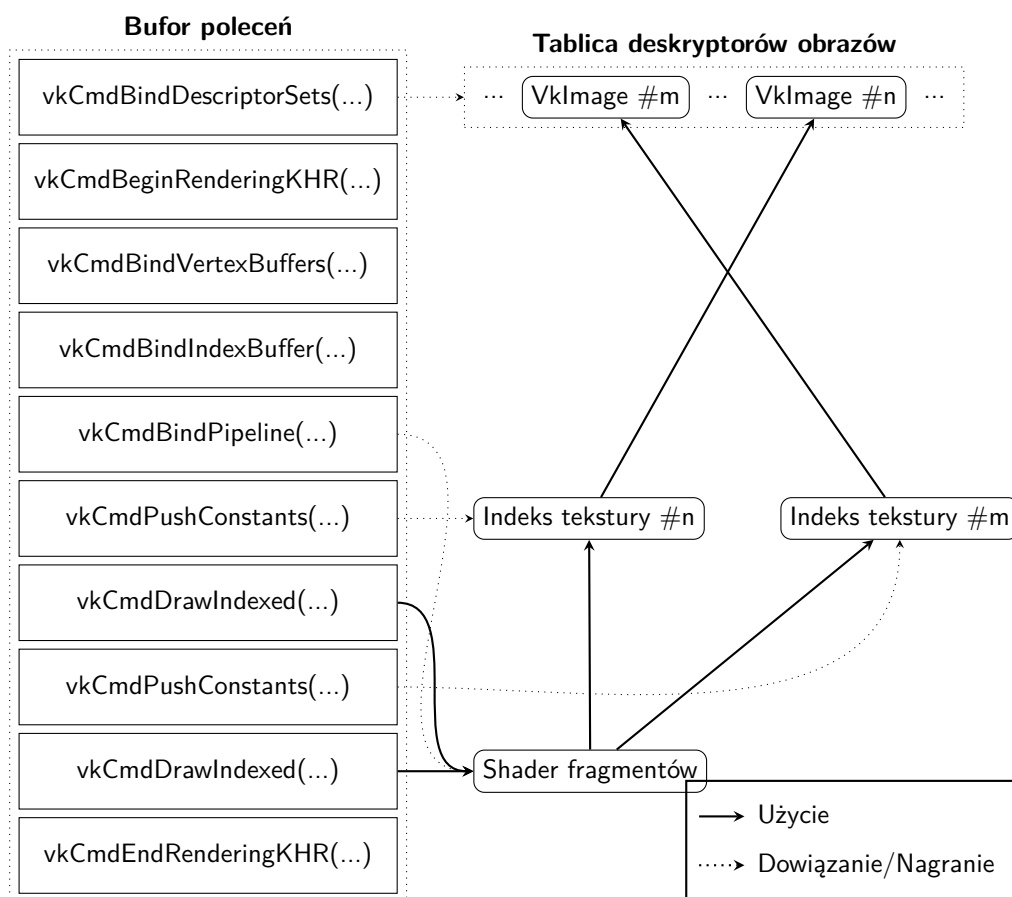 Bufor poleceń
vkCmdBindDescriptorSets(...)
vkCmdBeginRenderingKHR(...)
vkCmdBindVertexBuffers(...)
vkCmdBindIndexBuffer(...)
vkCmdBindPipeline(...)
vkCmdPushConstants(...)
vkCmdDrawIndexed(...)
vkCmdPushConstants(...)
vkCmdDrawIndexed(...)
vkCmdEndRenderingKHR(...)
Tablica deskryptorów obrazów
... VkImage #m ... VkImage #n ...
Indeks tekstury #n
Indeks tekstury #m
Shader fragmentów
Użycie
Dowiązanie/Nagranie